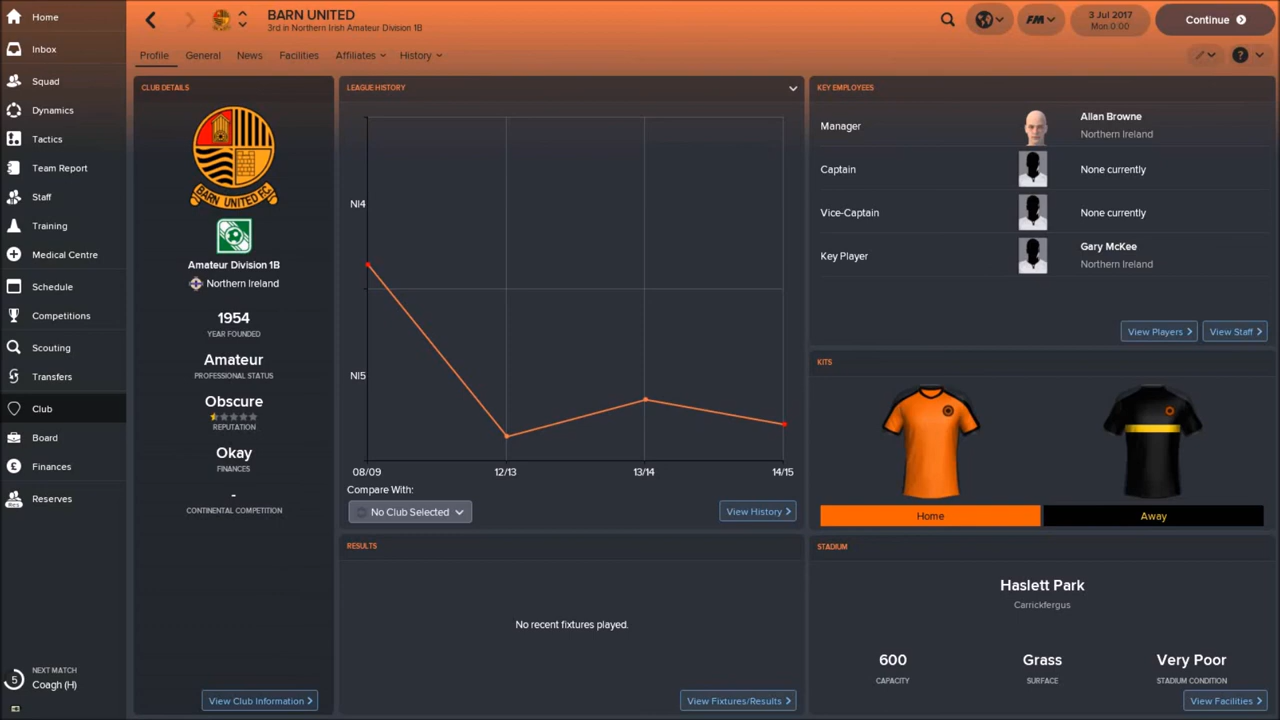 Home
Inbox
Squad
Dynamics
Tactics
Team Report
Staff
Training
Medical Centre
Schedule
Competitions
Scouting
Transfers
Club
Board
Finances
Reserves
5
NEXT MATCH
Coagh (H)
BARN UNITED
3rd in Northern Irish Amateur Division 1B
FM
3 Jul 2017
Mon 0:00
Continue
Profile
General
News
Facilities
Affiliates
History
?
CLUB DETAILS
BARN UNITED FC
Amateur Division 1B
Northern Ireland
1954
YEAR FOUNDED
Amateur
PROFESSIONAL STATUS
Obscure
REPUTATION
Okay
FINANCES
-
CONTINENTAL COMPETITION
View Club Information
LEAGUE HISTORY
NI4
NI5
08/09
12/13
13/14
14/15
Compare With:
No Club Selected
View History
RESULTS
No recent fixtures played.
View Fixtures/Results
KEY EMPLOYEES
Manager
Allan Browne
Northern Ireland
Captain
None currently
Vice-Captain
None currently
Key Player
Gary McKee
Northern Ireland
View Players
View Staff
KITS
Home
Away
STADIUM
Haslett Park
Carrickfergus
600
CAPACITY
Grass
SURFACE
Very Poor
STADIUM CONDITION
View Facilities